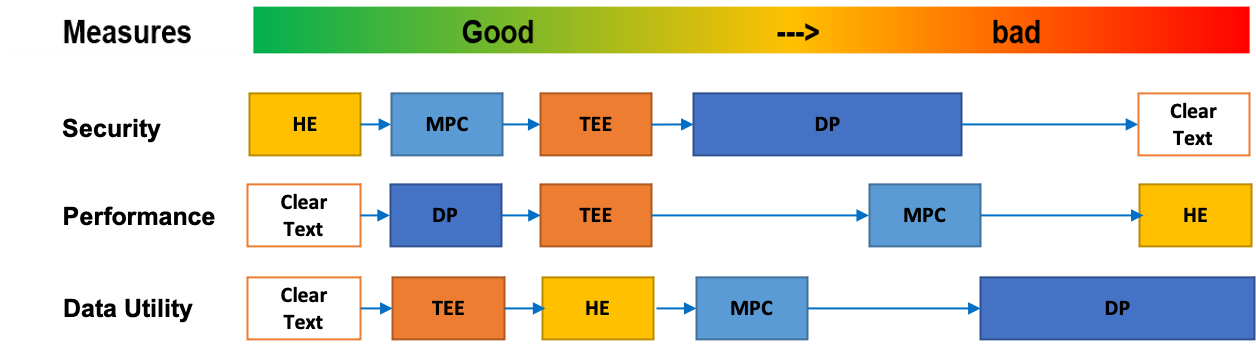 Measures Good ---> bad
Security HE MPC TEE DP Clear
Text
Performance Clear
Text DP TEE MPC HE
Data Utility Clear
Text TEE HE MPC DP